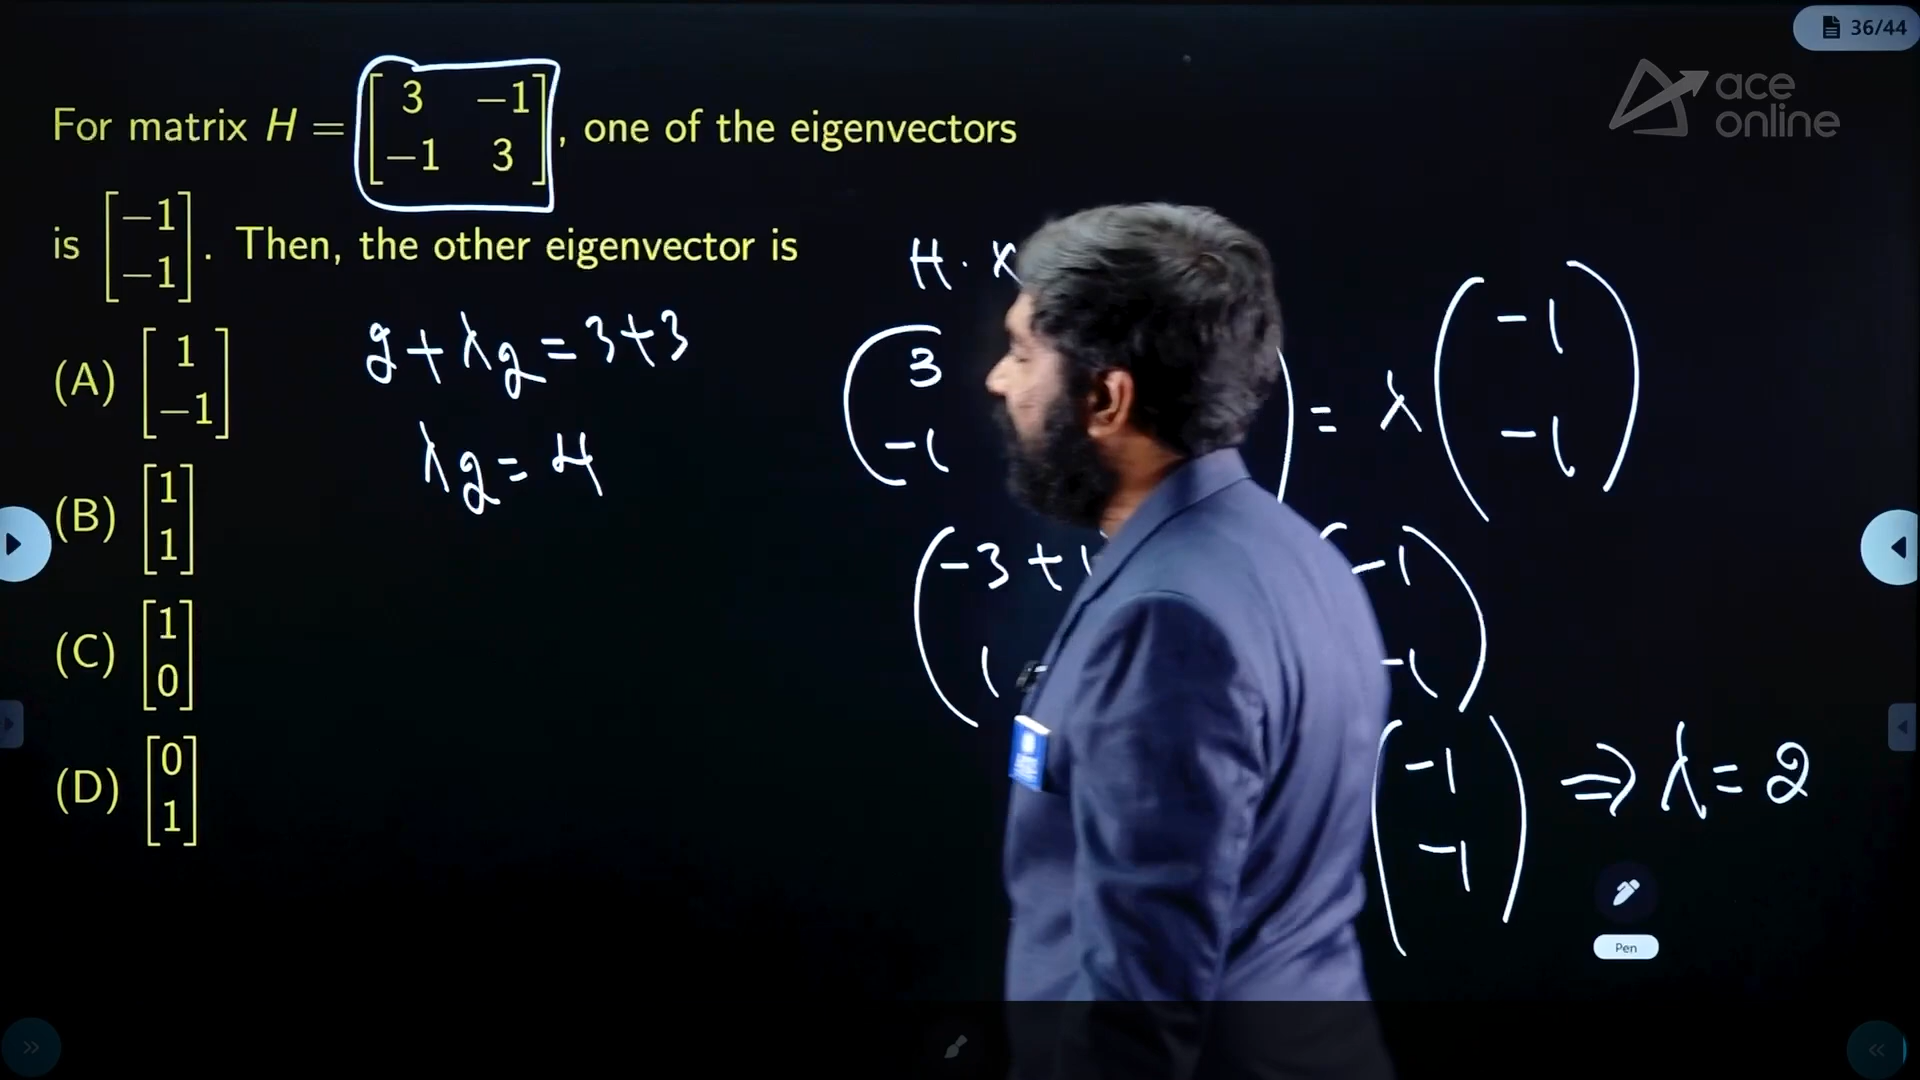 36/44
ace online
For matrix H = [3 −1; −1 3], one of the eigenvectors
is [−1; −1]. Then, the other eigenvector is
(A) [1; −1]
(B) [1; 1]
(C) [1; 0]
(D) [0; 1]
2 + λ2 = 3+3
λ2 = 4
H · X
(3
−1 ) = λ (−1
−1)
(−3 + 1
1 (−1
−1)
(−1
−1) ⇒ λ = 2
Pen